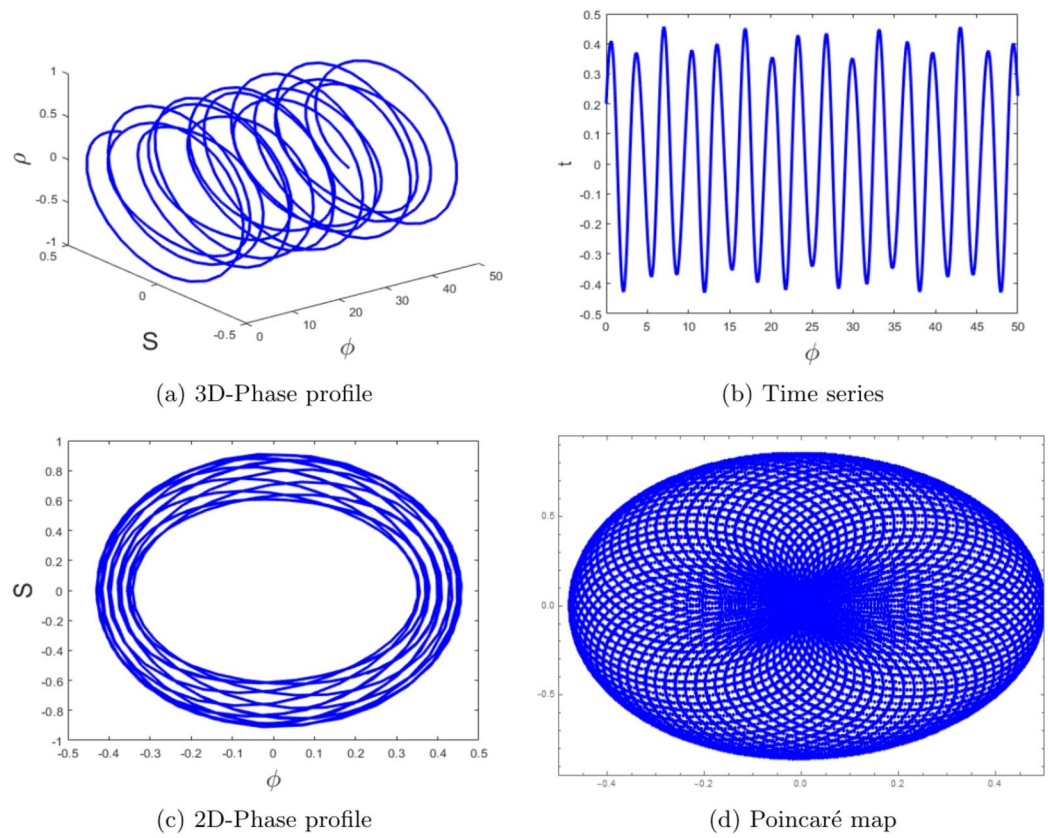 1
0.5
0
-0.5
-1
ρ
0.5
0
-0.5
S
0
10
20
30
40
50
ϕ
(a) 3D-Phase profile
0.5
0.4
0.3
0.2
0.1
0
-0.1
-0.2
-0.3
-0.4
-0.5
t
0 5 10 15 20 25 30 35 40 45 50
ϕ
(b) Time series
1
0.8
0.6
0.4
0.2
0
-0.2
-0.4
-0.6
-0.8
-1
S
-0.5 -0.4 -0.3 -0.2 -0.1 0 0.1 0.2 0.3 0.4 0.5
ϕ
(c) 2D-Phase profile
0.5
0.0
-0.5
-0.4 -0.2 0.0 0.2 0.4
(d) Poincaré map